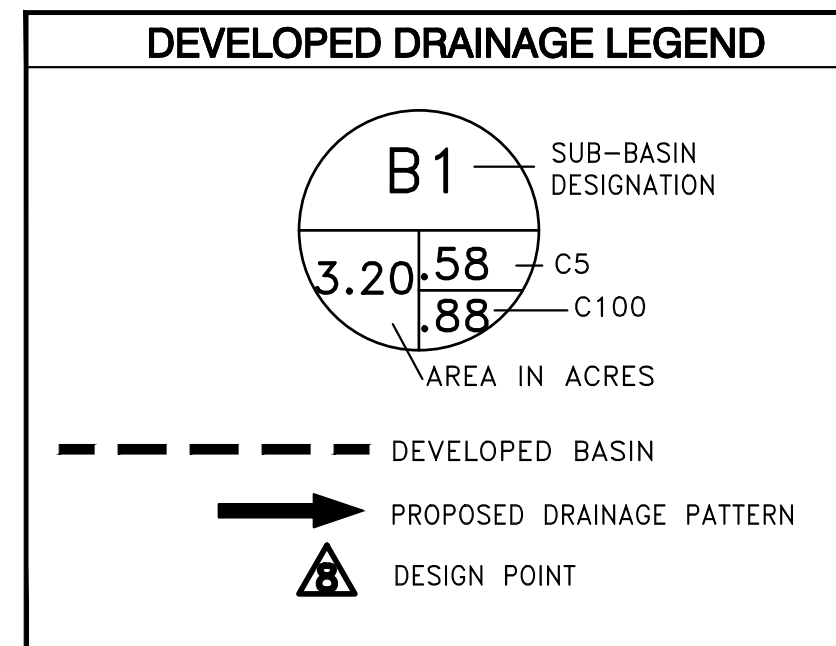 DEVELOPED DRAINAGE LEGEND
B1
SUB-BASIN
DESIGNATION
3.20
.58
C5
.88
C100
AREA IN ACRES
DEVELOPED BASIN
PROPOSED DRAINAGE PATTERN
8
DESIGN POINT